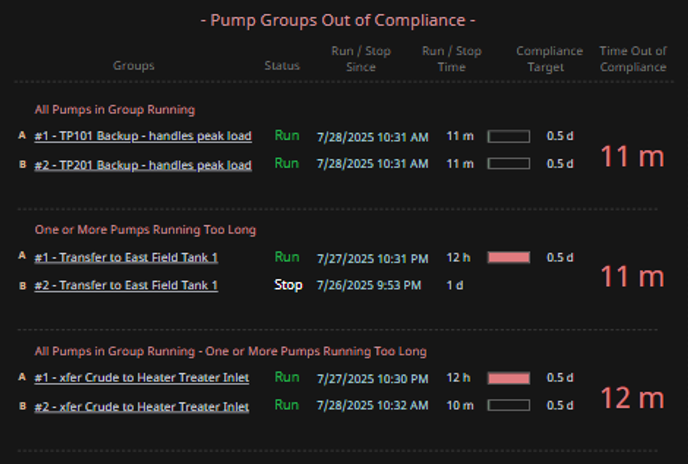 - Pump Groups Out of Compliance -
Groups Status Run / Stop Since Run / Stop Time Compliance Target Time Out of Compliance
All Pumps in Group Running
A #1 - TP101 Backup - handles peak load Run 7/28/2025 10:31 AM 11 m 0.5 d
B #2 - TP201 Backup - handles peak load Run 7/28/2025 10:31 AM 11 m 0.5 d
11 m
One or More Pumps Running Too Long
A #1 - Transfer to East Field Tank 1 Run 7/27/2025 10:31 PM 12 h 0.5 d
B #2 - Transfer to East Field Tank 1 Stop 7/26/2025 9:53 PM 1 d
11 m
All Pumps in Group Running - One or More Pumps Running Too Long
A #1 - xfer Crude to Heater Treater Inlet Run 7/27/2025 10:30 PM 12 h 0.5 d
B #2 - xfer Crude to Heater Treater Inlet Run 7/28/2025 10:32 AM 10 m 0.5 d
12 m